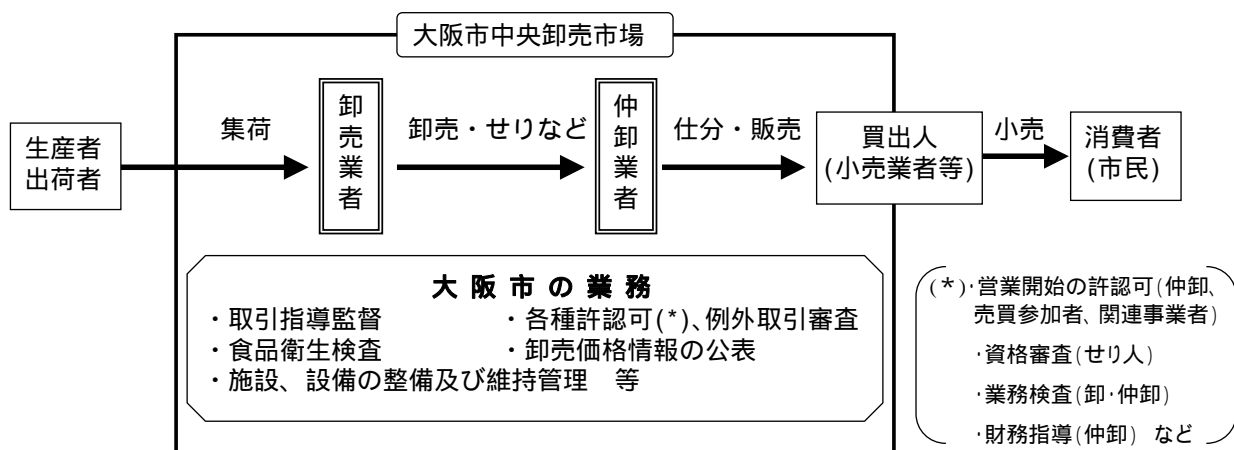 大阪市中央卸売市場
生産者
出荷者
集荷
卸売業者
卸売・せりなど
仲卸業者
仕分・販売
買出人
(小売業者等)
小売
消費者
(市民)
大阪市の業務
・取引指導監督 ・各種許認可(*)、例外取引審査
・食品衛生検査 ・卸売価格情報の公表
・施設、設備の整備及び維持管理 等
(*)・営業開始の許認可(仲卸、
売買参加者、関連事業者)
・資格審査(せり人)
・業務検査(卸・仲卸)
・財務指導(仲卸) など